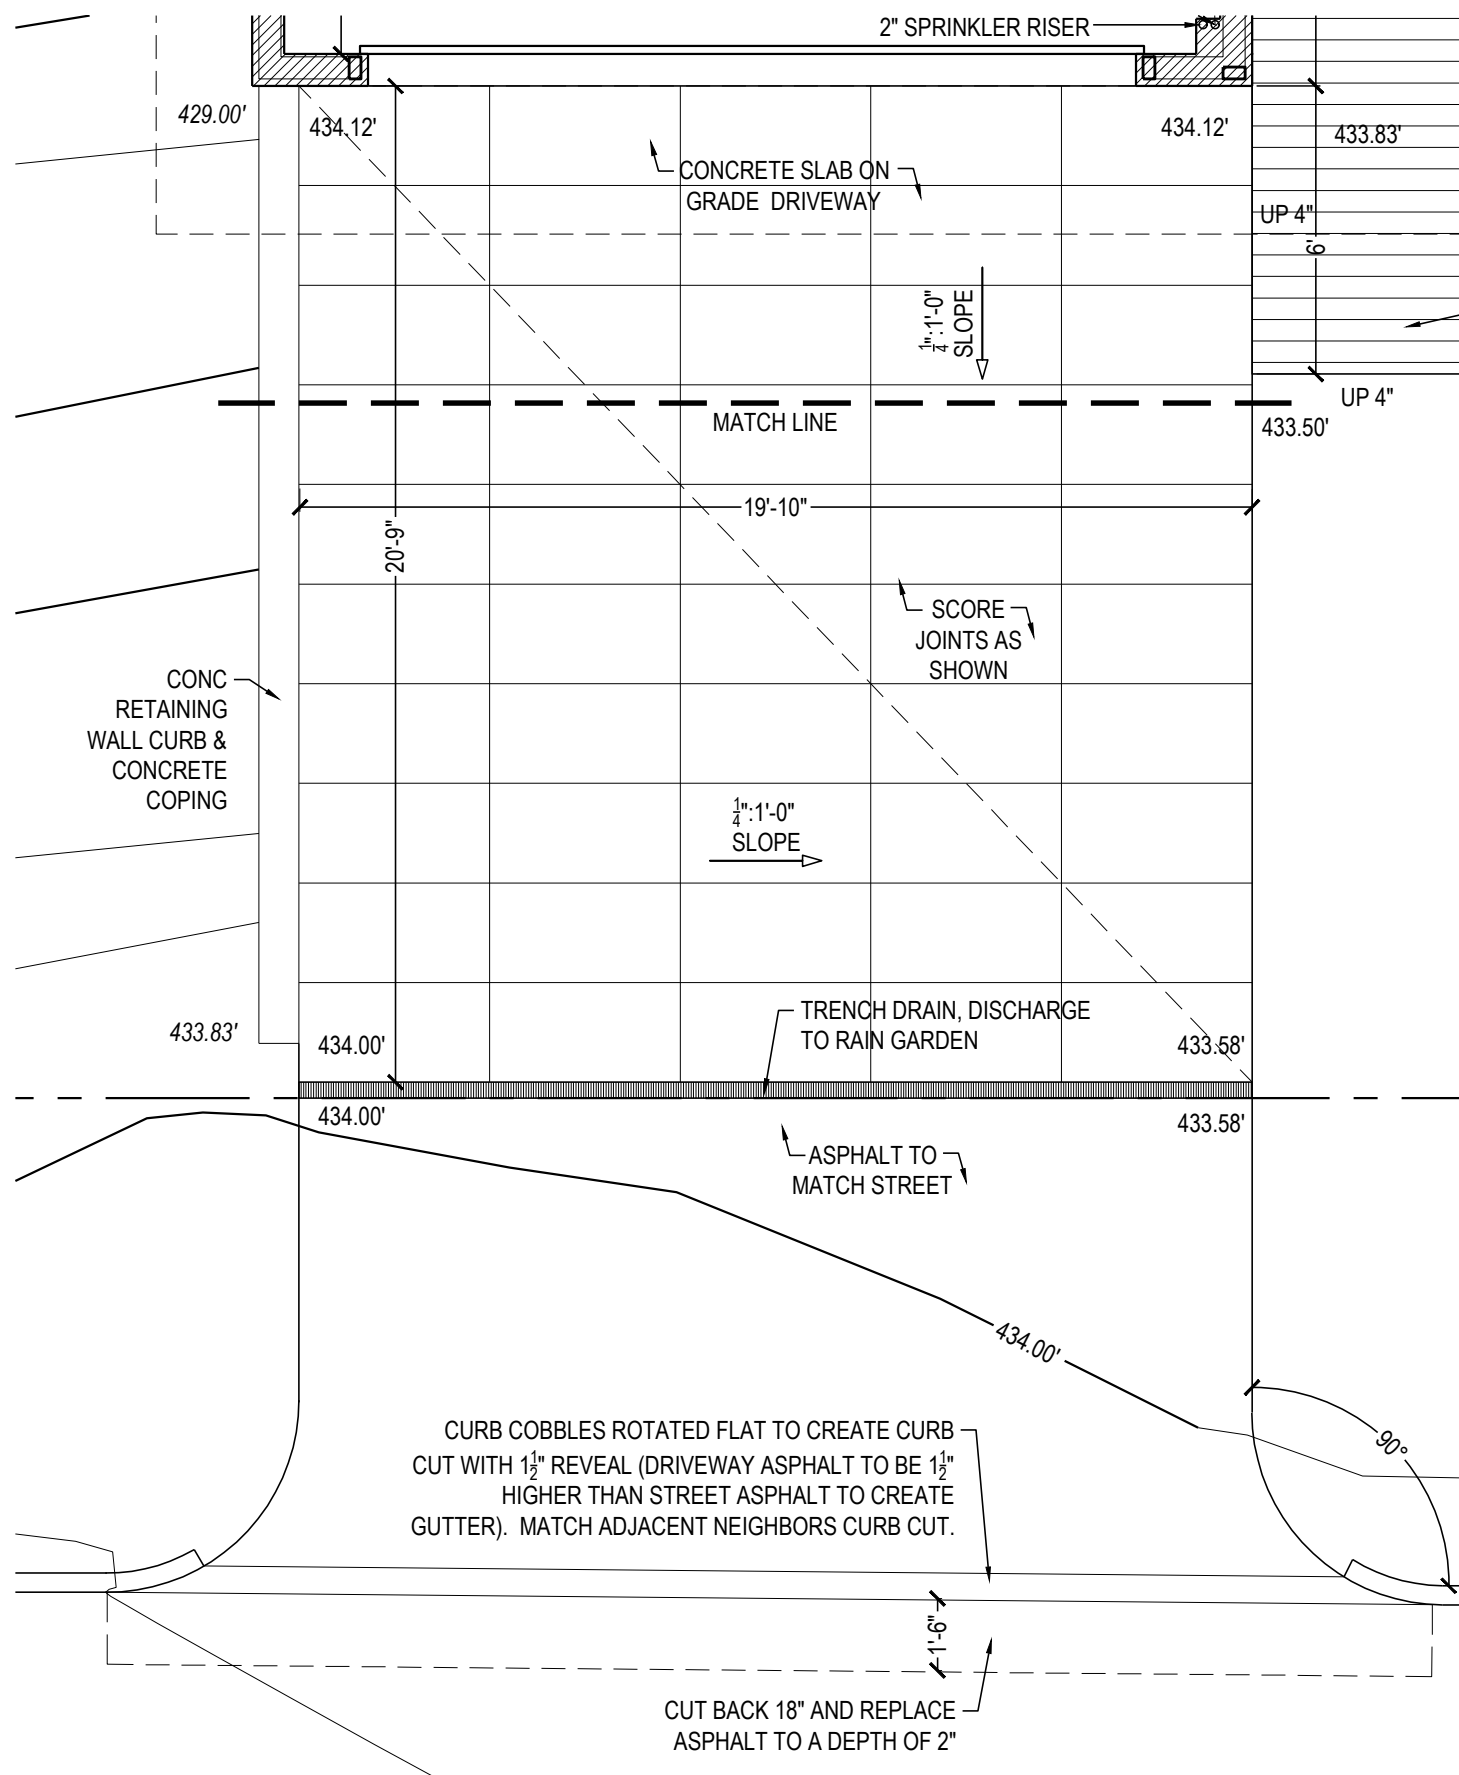 2" SPRINKLER RISER
429.00'
434.12'
434.12'
433.83'
CONCRETE SLAB ON
GRADE DRIVEWAY
UP 4"
6'
1/4":1'-0"
SLOPE
UP 4"
MATCH LINE
433.50'
19'-10"
20'-9"
SCORE
JOINTS AS
SHOWN
CONC
RETAINING
WALL CURB &
CONCRETE
COPING
1/4":1'-0"
SLOPE
TRENCH DRAIN, DISCHARGE
TO RAIN GARDEN
433.83'
434.00'
433.58'
434.00'
433.58'
ASPHALT TO
MATCH STREET
434.00'
CURB COBBLES ROTATED FLAT TO CREATE CURB
CUT WITH 1 1/2" REVEAL (DRIVEWAY ASPHALT TO BE 1 1/2"
HIGHER THAN STREET ASPHALT TO CREATE
GUTTER). MATCH ADJACENT NEIGHBORS CURB CUT.
90°
1'-6"
CUT BACK 18" AND REPLACE
ASPHALT TO A DEPTH OF 2"